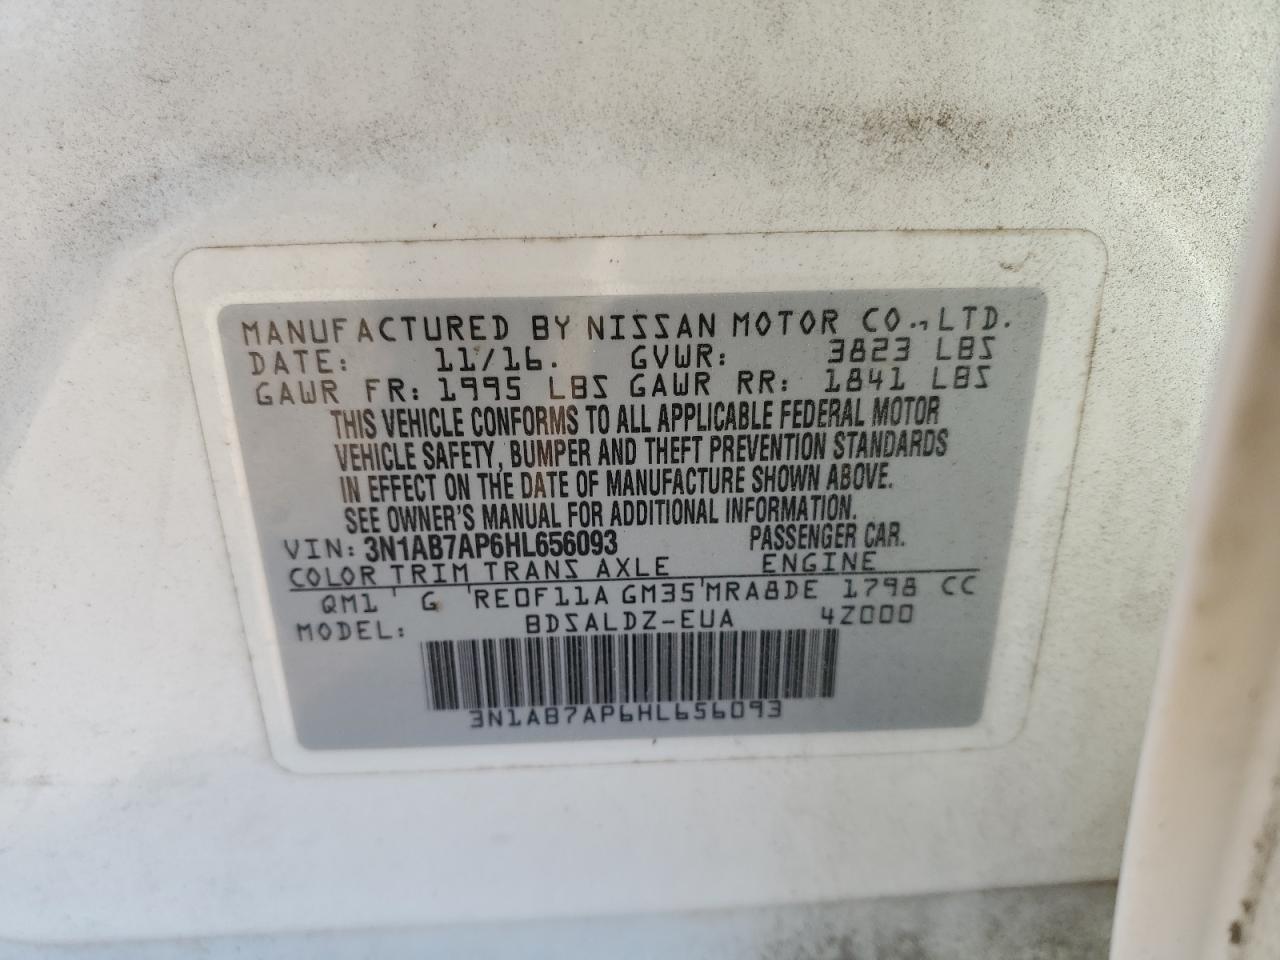 MANUFACTURED BY NISSAN MOTOR CO., LTD.
DATE: 11/16. GVWR: 3823 LBS
GAWR FR: 1995 LBS GAWR RR: 1841 LBS
THIS VEHICLE CONFORMS TO ALL APPLICABLE FEDERAL MOTOR
VEHICLE SAFETY, BUMPER AND THEFT PREVENTION STANDARDS
IN EFFECT ON THE DATE OF MANUFACTURE SHOWN ABOVE.
SEE OWNER'S MANUAL FOR ADDITIONAL INFORMATION.
VIN: 3N1AB7AP6HL656093 PASSENGER CAR.
COLOR TRIM TRANS AXLE ENGINE
QM1 ' G 'RE0F11A GM35'MRA8DE 1798 CC
MODEL: BDSALDZ-EUA 4Z000
3N1AB7AP6HL656093